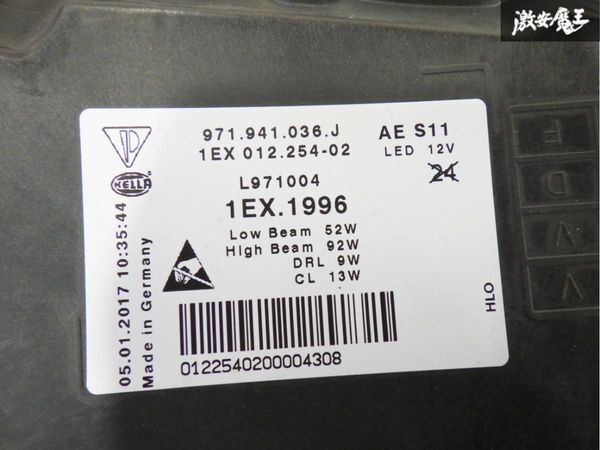 激安魔王
971.941.036.J AE S11
1EX 012.254-02 LED 12V
HELLA
24
L971004
1EX.1996
Low Beam 52W
High Beam 92W
DRL 9W
CL 13W
05.01.2017 10:35:44
Made in Germany
HLO
0122540200004308